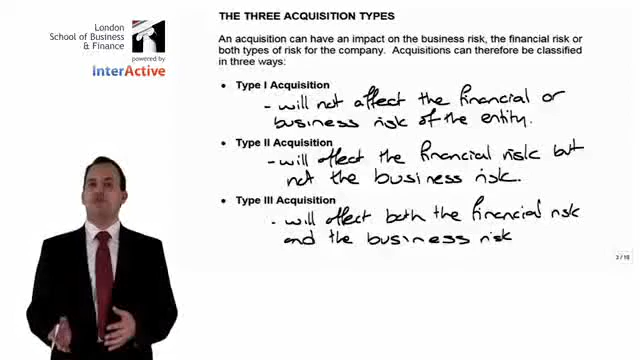 London
School of Business
& Finance
powered by
InterActive
THE THREE ACQUISITION TYPES
An acquisition can have an impact on the business risk, the financial risk or
both types of risk for the company. Acquisitions can therefore be classified
in three ways:
• Type I Acquisition
- will not affect the financial or
business risk of the entity.
• Type II Acquisition
- will affect the financial risk but
not the business risk.
• Type III Acquisition
- will affect both the financial risk
and the business risk
3 / 18